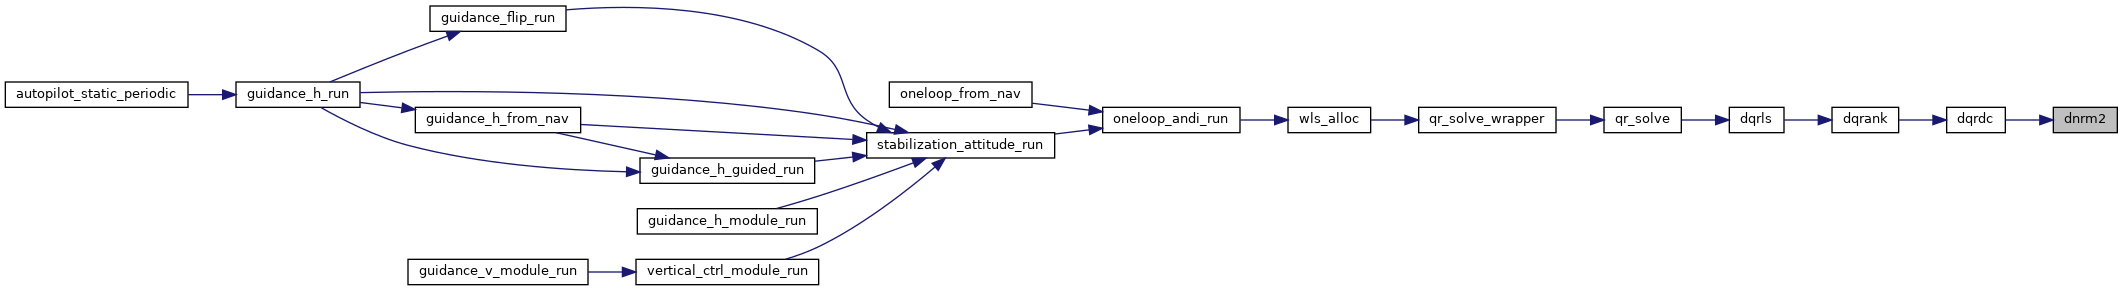 guidance_flip_run
autopilot_static_periodic
guidance_h_run
guidance_h_from_nav
guidance_h_guided_run
guidance_h_module_run
guidance_v_module_run
vertical_ctrl_module_run
oneloop_from_nav
stabilization_attitude_run
oneloop_andi_run
wls_alloc
qr_solve_wrapper
qr_solve
dqrls
dqrank
dqrdc
dnrm2